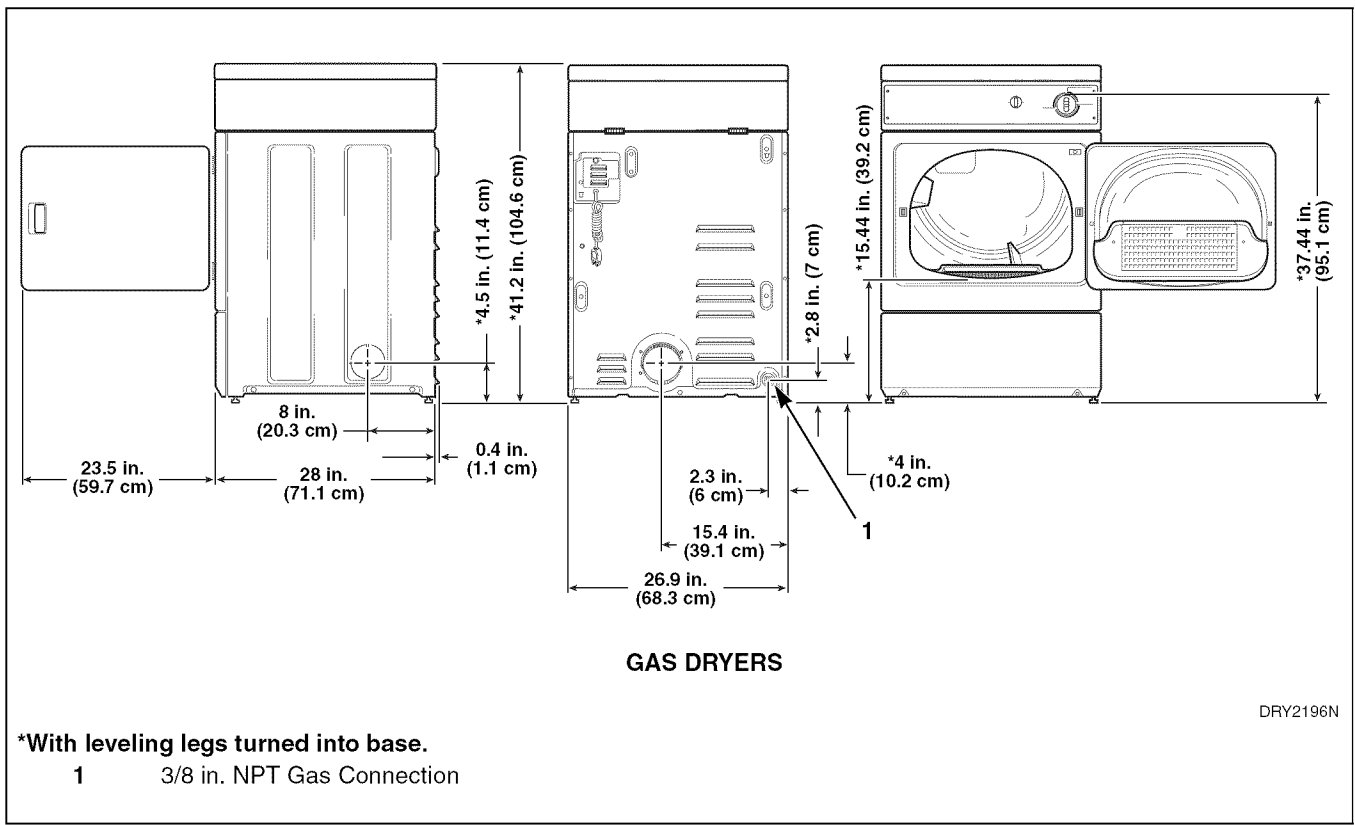 *4.5 in. (11.4 cm)
*41.2 in. (104.6 cm)
*2.8 in. (7 cm)
*15.44 in. (39.2 cm)
*37.44 in.
(95.1 cm)
8 in.
(20.3 cm)
0.4 in.
(1.1 cm)
23.5 in.
(59.7 cm)
28 in.
(71.1 cm)
2.3 in.
(6 cm)
*4 in.
(10.2 cm)
1
15.4 in.
(39.1 cm)
26.9 in.
(68.3 cm)
GAS DRYERS
DRY2196N
*With leveling legs turned into base.
1 3/8 in. NPT Gas Connection